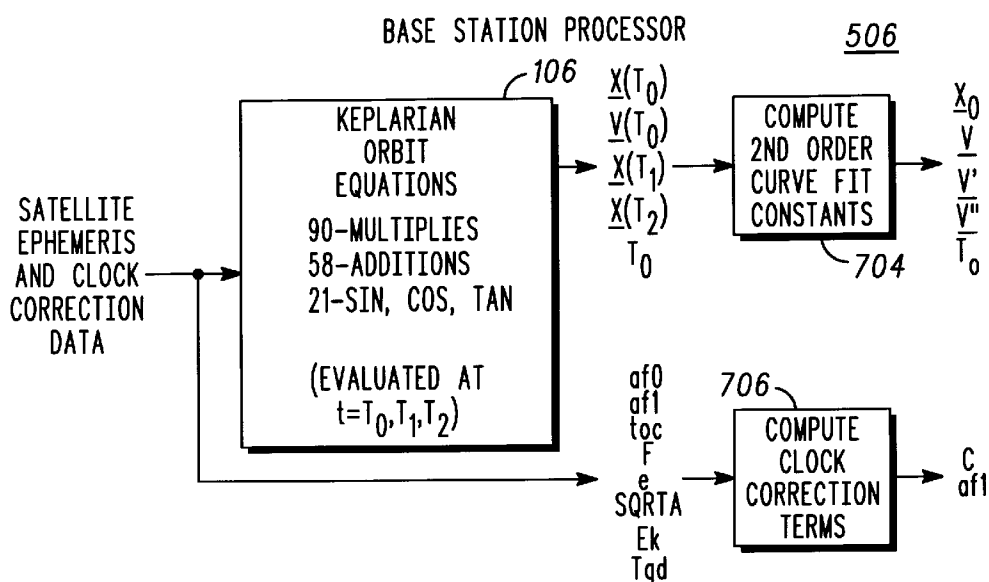 BASE STATION PROCESSOR
506
106
KEPLARIAN
ORBIT
EQUATIONS
90-MULTIPLIES
58-ADDITIONS
21-SIN, COS, TAN
(EVALUATED AT
t=T0,T1,T2)
SATELLITE
EPHEMERIS
AND CLOCK
CORRECTION
DATA
X(T0)
V(T0)
X(T1)
X(T2)
T0
COMPUTE
2ND ORDER
CURVE FIT
CONSTANTS
704
X0
V
V'
V"
To
af0
af1
toc
F
e
SQRTA
Ek
Tgd
706
COMPUTE
CLOCK
CORRECTION
TERMS
C
af1